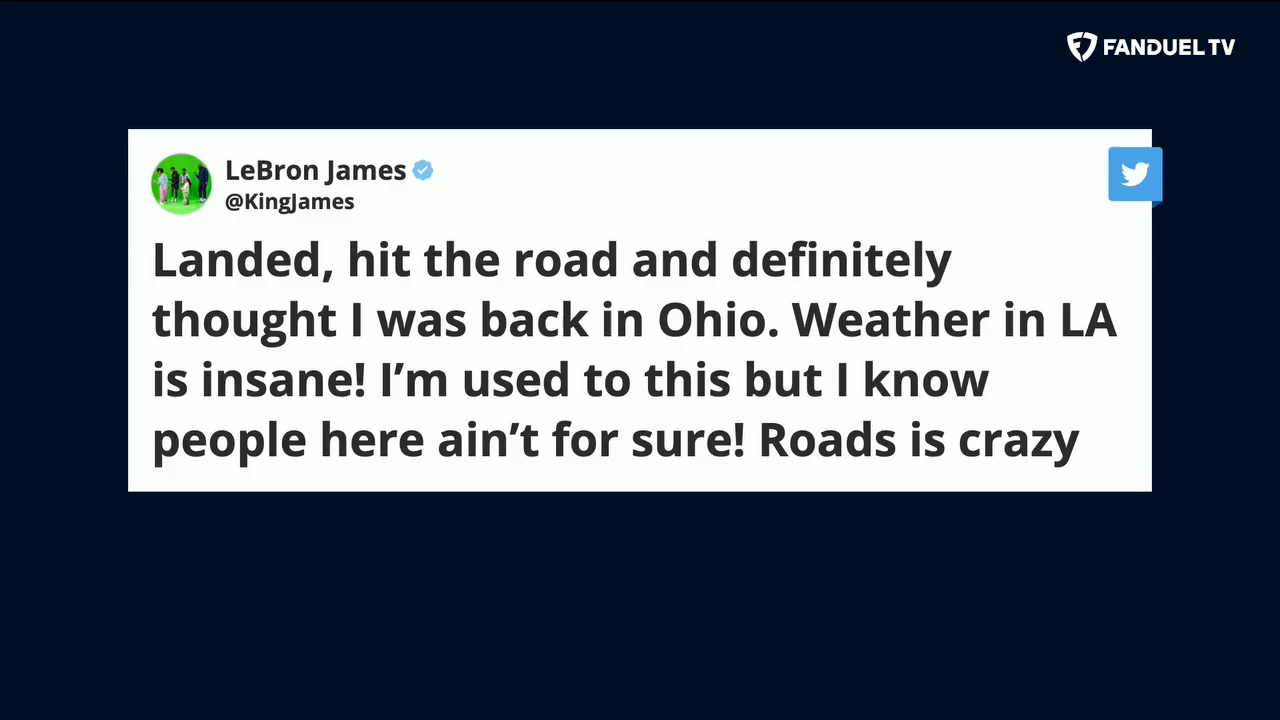 FANDUEL TV
LeBron James
@KingJames
Landed, hit the road and definitely
thought I was back in Ohio. Weather in LA
is insane! I’m used to this but I know
people here ain’t for sure! Roads is crazy